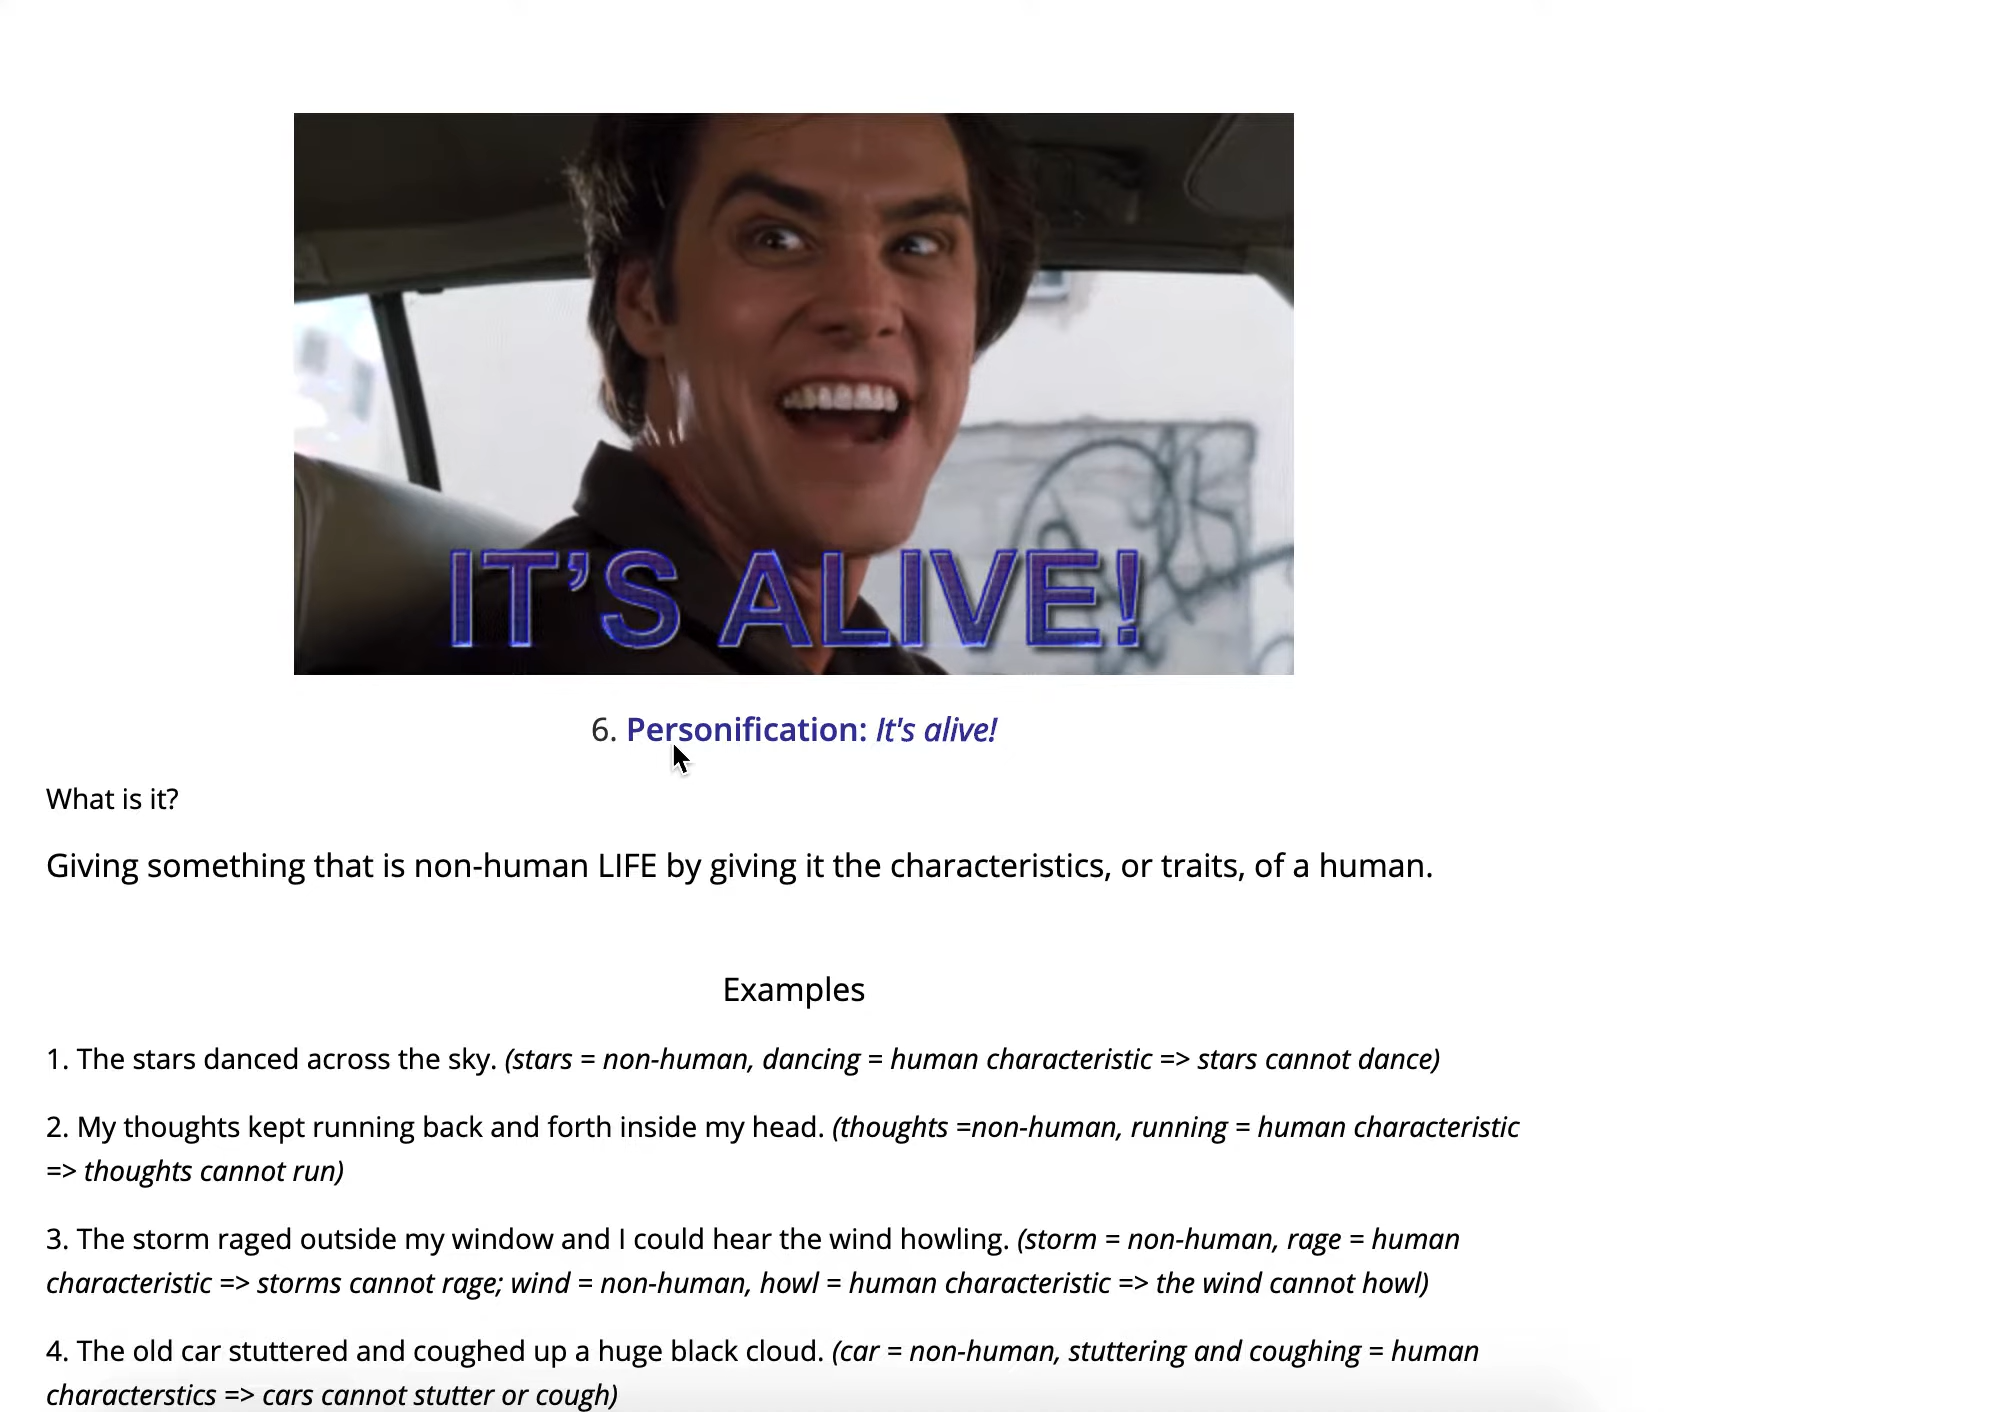 IT'S ALIVE!
6. Personification: It's alive!
What is it?
Giving something that is non-human LIFE by giving it the characteristics, or traits, of a human.
Examples
1. The stars danced across the sky. (stars = non-human, dancing = human characteristic => stars cannot dance)
2. My thoughts kept running back and forth inside my head. (thoughts =non-human, running = human characteristic
=> thoughts cannot run)
3. The storm raged outside my window and I could hear the wind howling. (storm = non-human, rage = human
characteristic => storms cannot rage; wind = non-human, howl = human characteristic => the wind cannot howl)
4. The old car stuttered and coughed up a huge black cloud. (car = non-human, stuttering and coughing = human
characterstics => cars cannot stutter or cough)